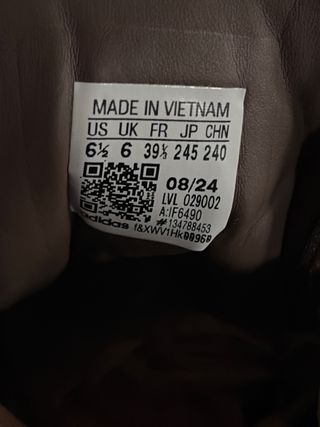 MADE IN VIETNAM
US UK FR JP CHN
6½ 6 39⅓ 245 240
08/24
LVL 029002
A:IF6490
#134788453
adidas